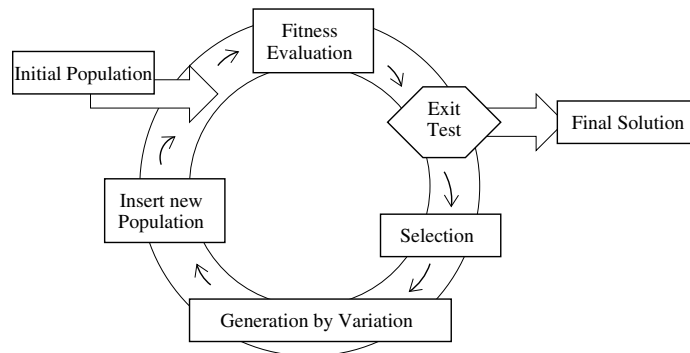 Fitness
Evaluation
Initial Population
Exit
Test
Final Solution
Insert new
Population
Selection
Generation by Variation